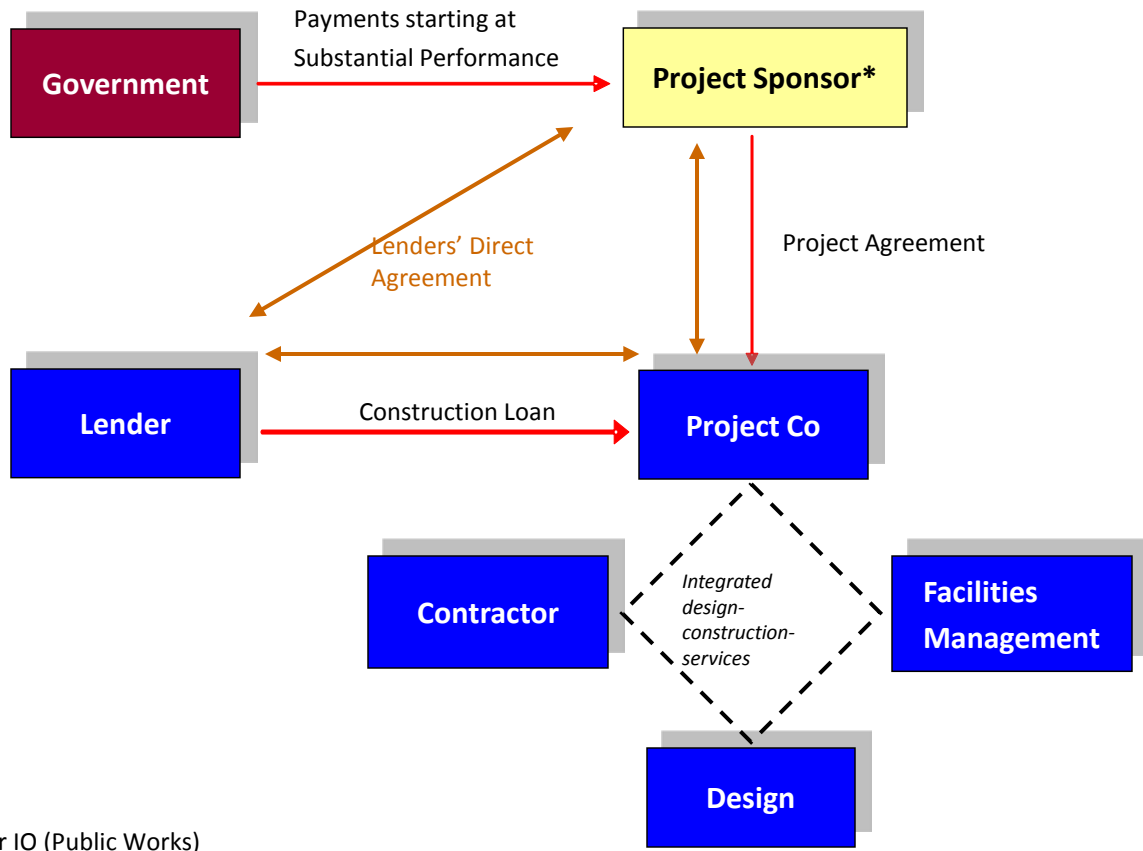 Payments starting at
Substantial Performance
Government
Project Sponsor*
Lenders’ Direct
Agreement
Project Agreement
Lender
Construction Loan
Project Co
Contractor
Integrated
design-
construction-
services
Facilities
Management
Design
IO (Public Works)